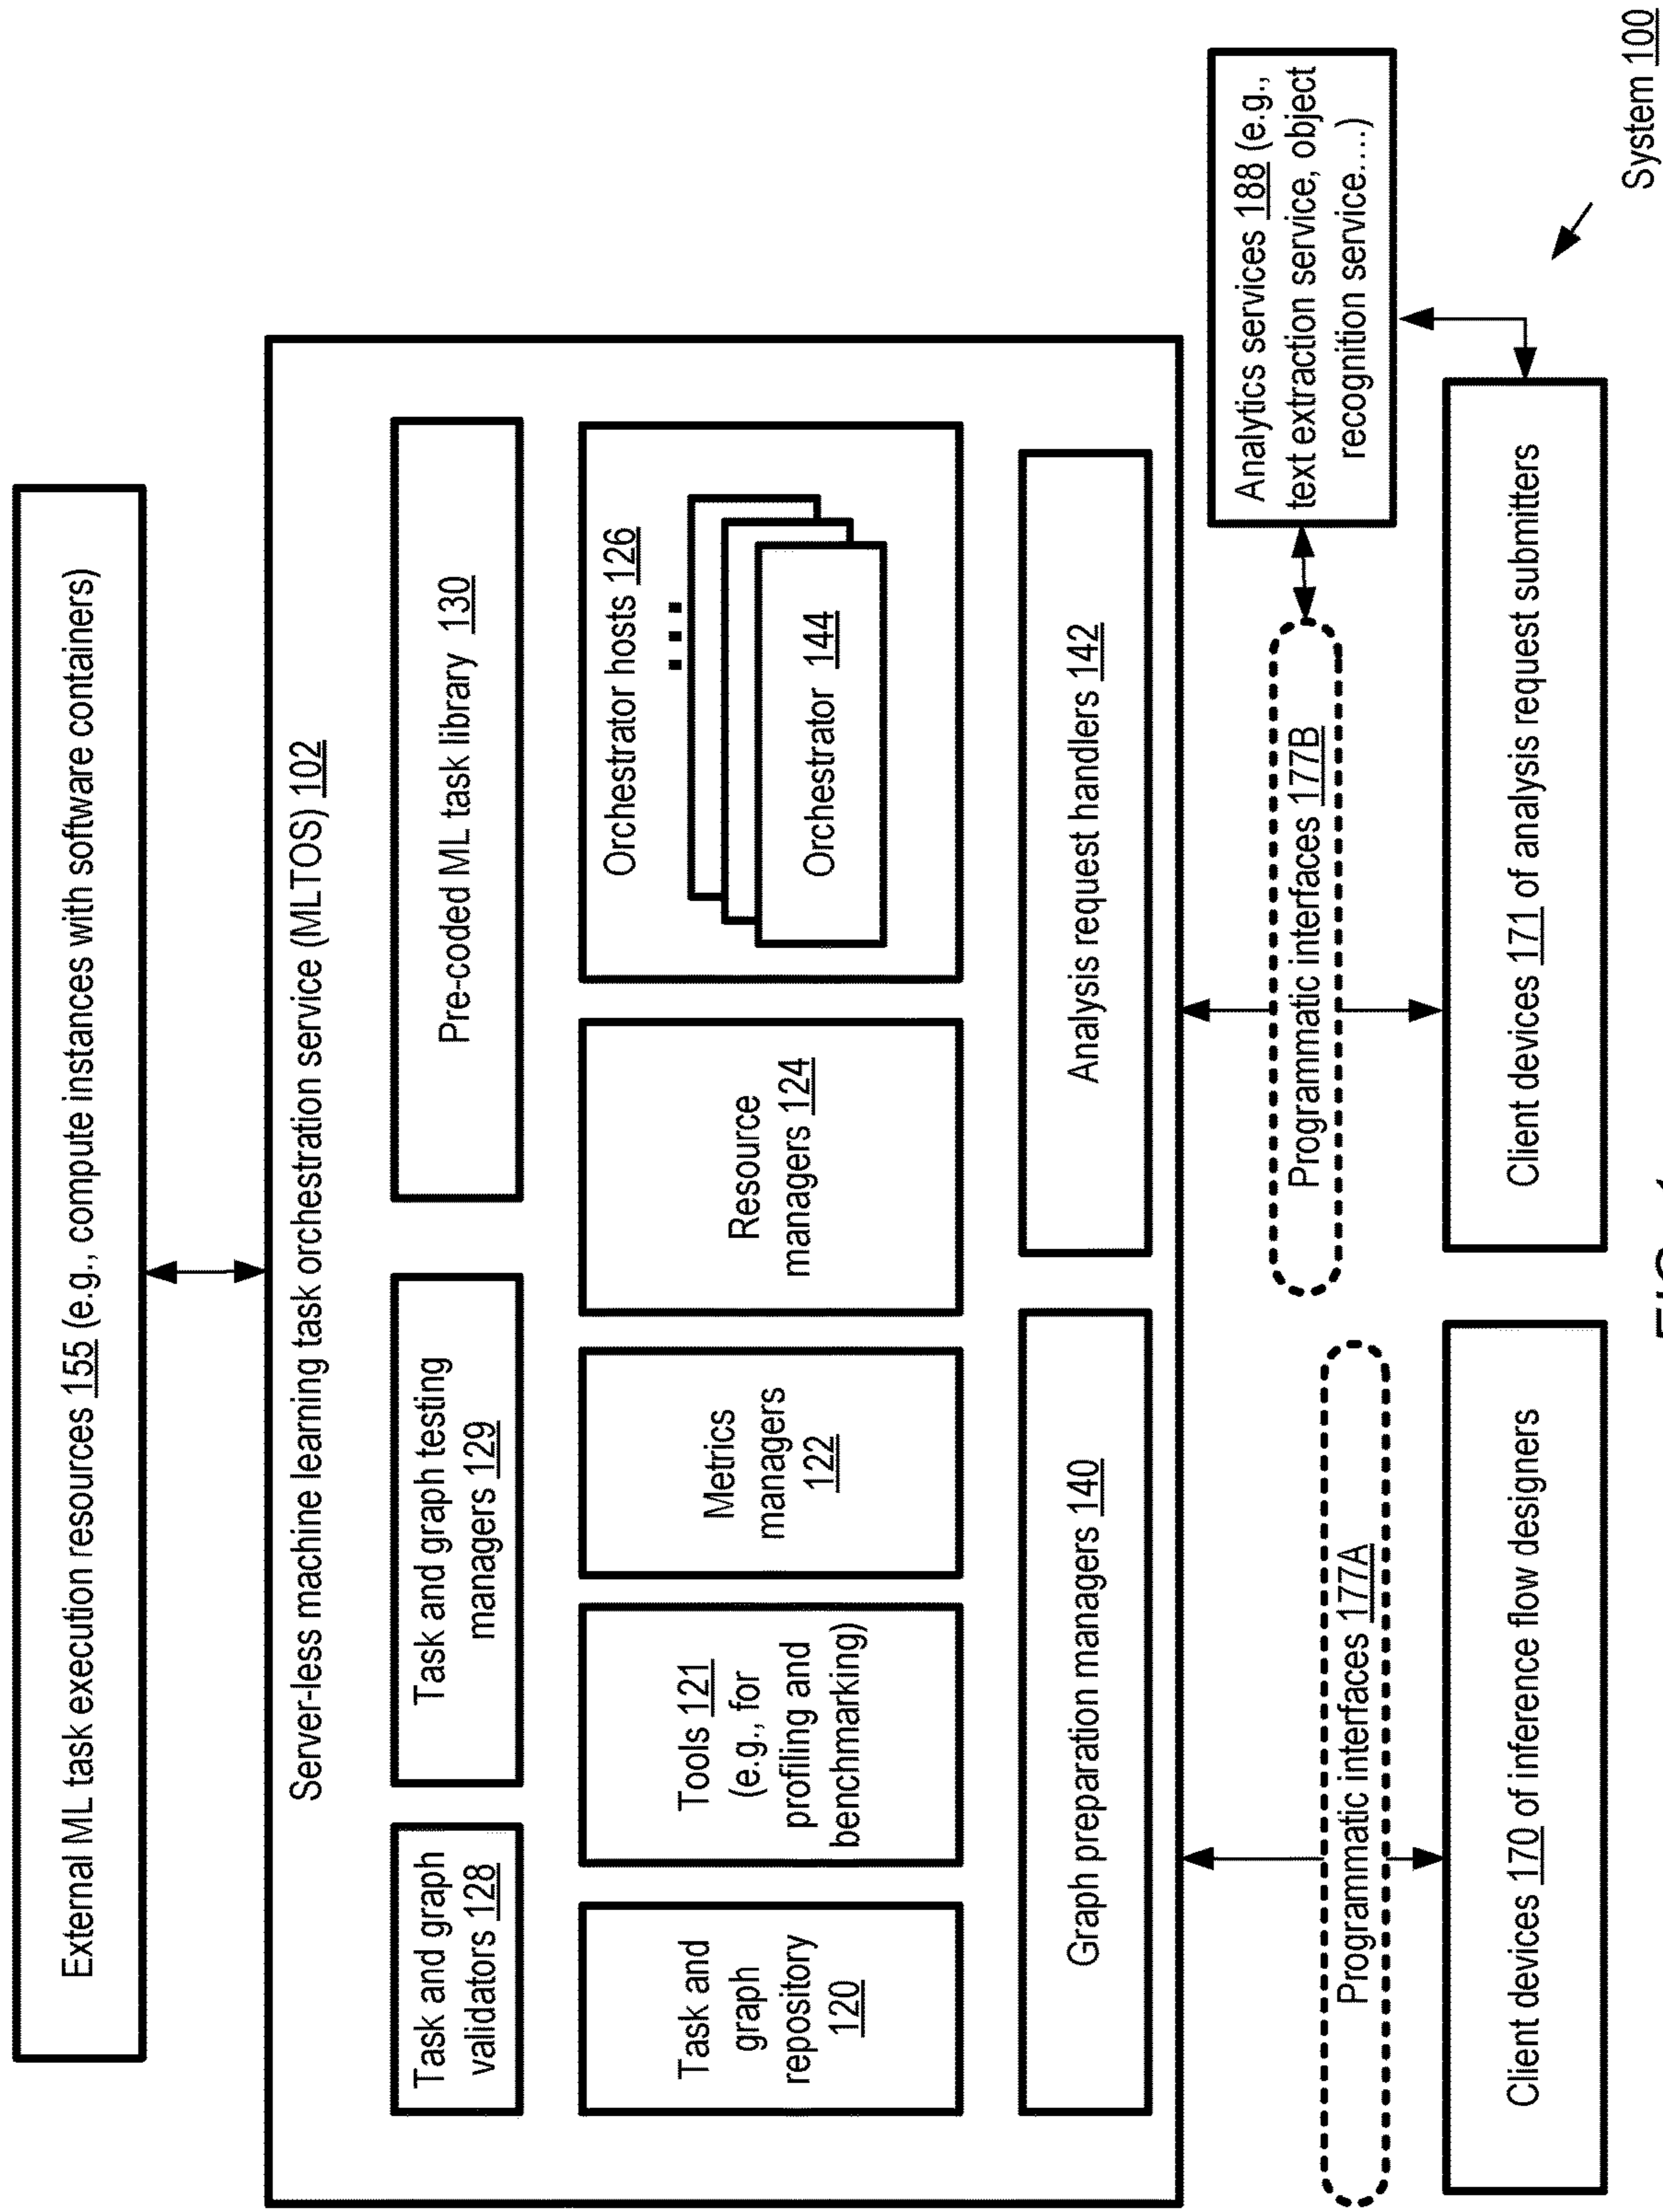 External ML task execution resources 155 (e.g., compute instances with software containers)
Server-less machine learning task orchestration service (MLTOS) 102
Task and graph
validators 128
Task and graph testing
managers 129
Pre-coded ML task library 130
Task and
graph
repository
120
Tools 121
(e.g., for
profiling and
benchmarking)
Metrics
managers
122
Resource
managers 124
Orchestrator hosts 126
...
Orchestrator 144
Graph preparation managers 140
Analysis request handlers 142
Programmatic interfaces 177A
Programmatic interfaces 177B
Analytics services 188 (e.g.,
text extraction service, object
recognition service....)
Client devices 170 of inference flow designers
Client devices 171 of analysis request submitters
System 100